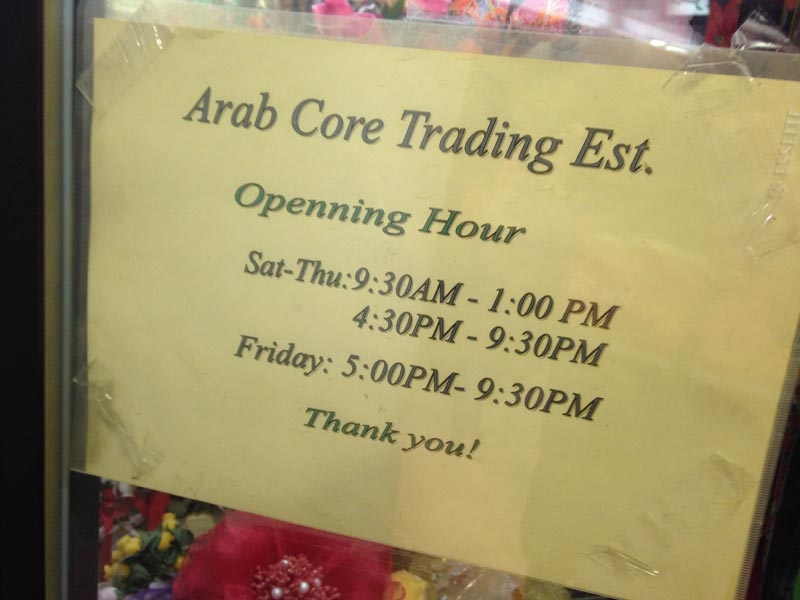 Arab Core Trading Est.
Openning Hour
Sat-Thu:9:30AM - 1:00 PM
4:30PM - 9:30PM
Friday: 5:00PM- 9:30PM
Thank you!